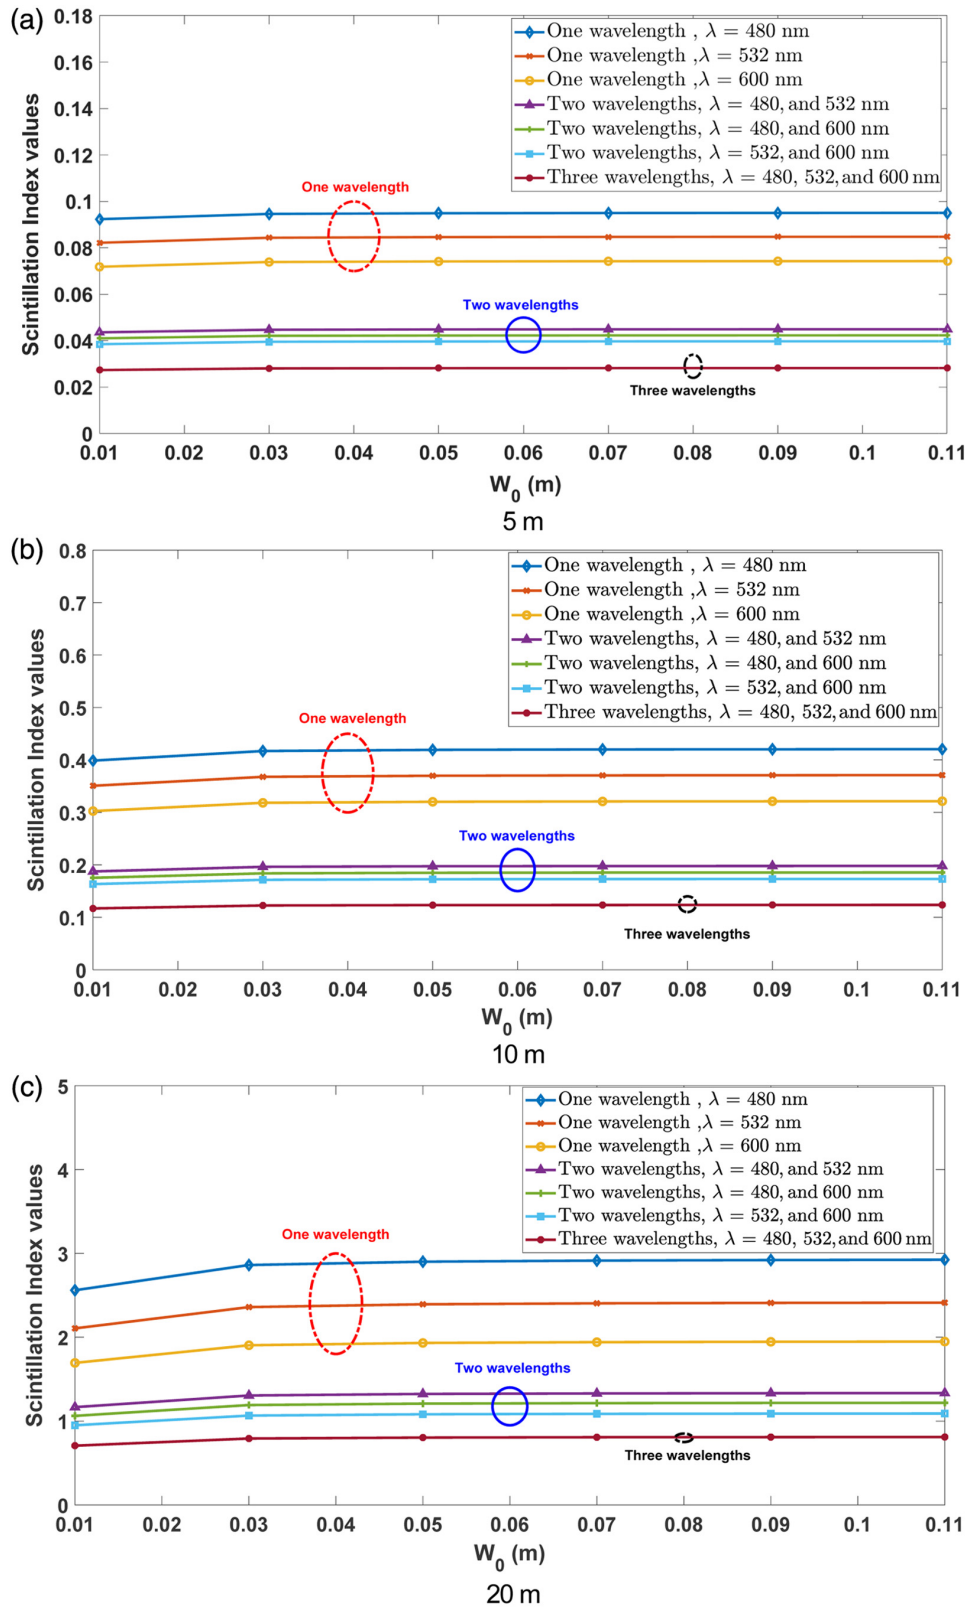 (a)
0.18
0.16
0.14
0.12
0.1
0.08
0.06
0.04
0.02
0
Scintillation Index values
One wavelength , λ = 480 nm
One wavelength ,λ = 532 nm
One wavelength ,λ = 600 nm
Two wavelengths, λ = 480, and 532 nm
Two wavelengths, λ = 480, and 600 nm
Two wavelengths, λ = 532, and 600 nm
Three wavelengths, λ = 480, 532, and 600 nm
One wavelength
Two wavelengths
Three wavelengths
0.01 0.02 0.03 0.04 0.05 0.06 0.07 0.08 0.09 0.1 0.11
W0 (m)
5 m
(b)
0.8
0.7
0.6
0.5
0.4
0.3
0.2
0.1
0
Scintillation Index values
One wavelength , λ = 480 nm
One wavelength ,λ = 532 nm
One wavelength ,λ = 600 nm
Two wavelengths, λ = 480, and 532 nm
Two wavelengths, λ = 480, and 600 nm
Two wavelengths, λ = 532, and 600 nm
Three wavelengths, λ = 480, 532, and 600 nm
One wavelength
Two wavelengths
Three wavelengths
0.01 0.02 0.03 0.04 0.05 0.06 0.07 0.08 0.09 0.1 0.11
W0 (m)
10 m
(c)
5
4
3
2
1
0
Scintillation Index values
One wavelength , λ = 480 nm
One wavelength ,λ = 532 nm
One wavelength ,λ = 600 nm
Two wavelengths, λ = 480, and 532 nm
Two wavelengths, λ = 480, and 600 nm
Two wavelengths, λ = 532, and 600 nm
Three wavelengths, λ = 480, 532, and 600 nm
One wavelength
Two wavelengths
Three wavelengths
0.01 0.02 0.03 0.04 0.05 0.06 0.07 0.08 0.09 0.1 0.11
W0 (m)
20 m